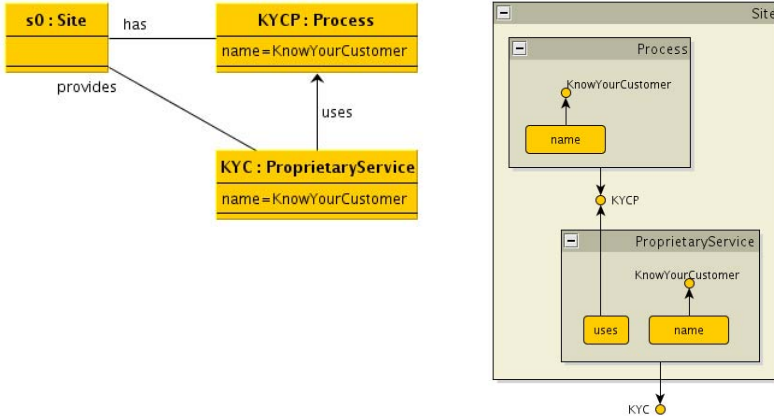 s0 : Site
has
KYCP : Process
name=KnowYourCustomer
provides
uses
KYC : ProprietaryService
name=KnowYourCustomer
Site
Process
KnowYourCustomer
name
KYCP
ProprietaryService
KnowYourCustomer
uses
name
KYC